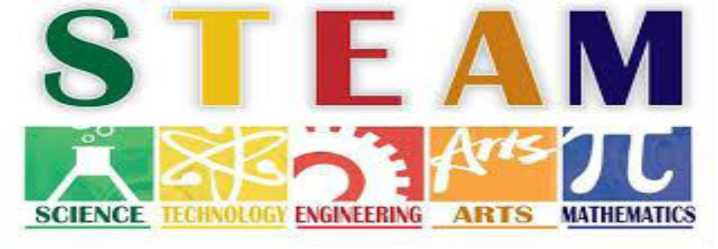 STEAM
Arts π
SCIENCE TECHNOLOGY ENGINEERING ARTS MATHEMATICS